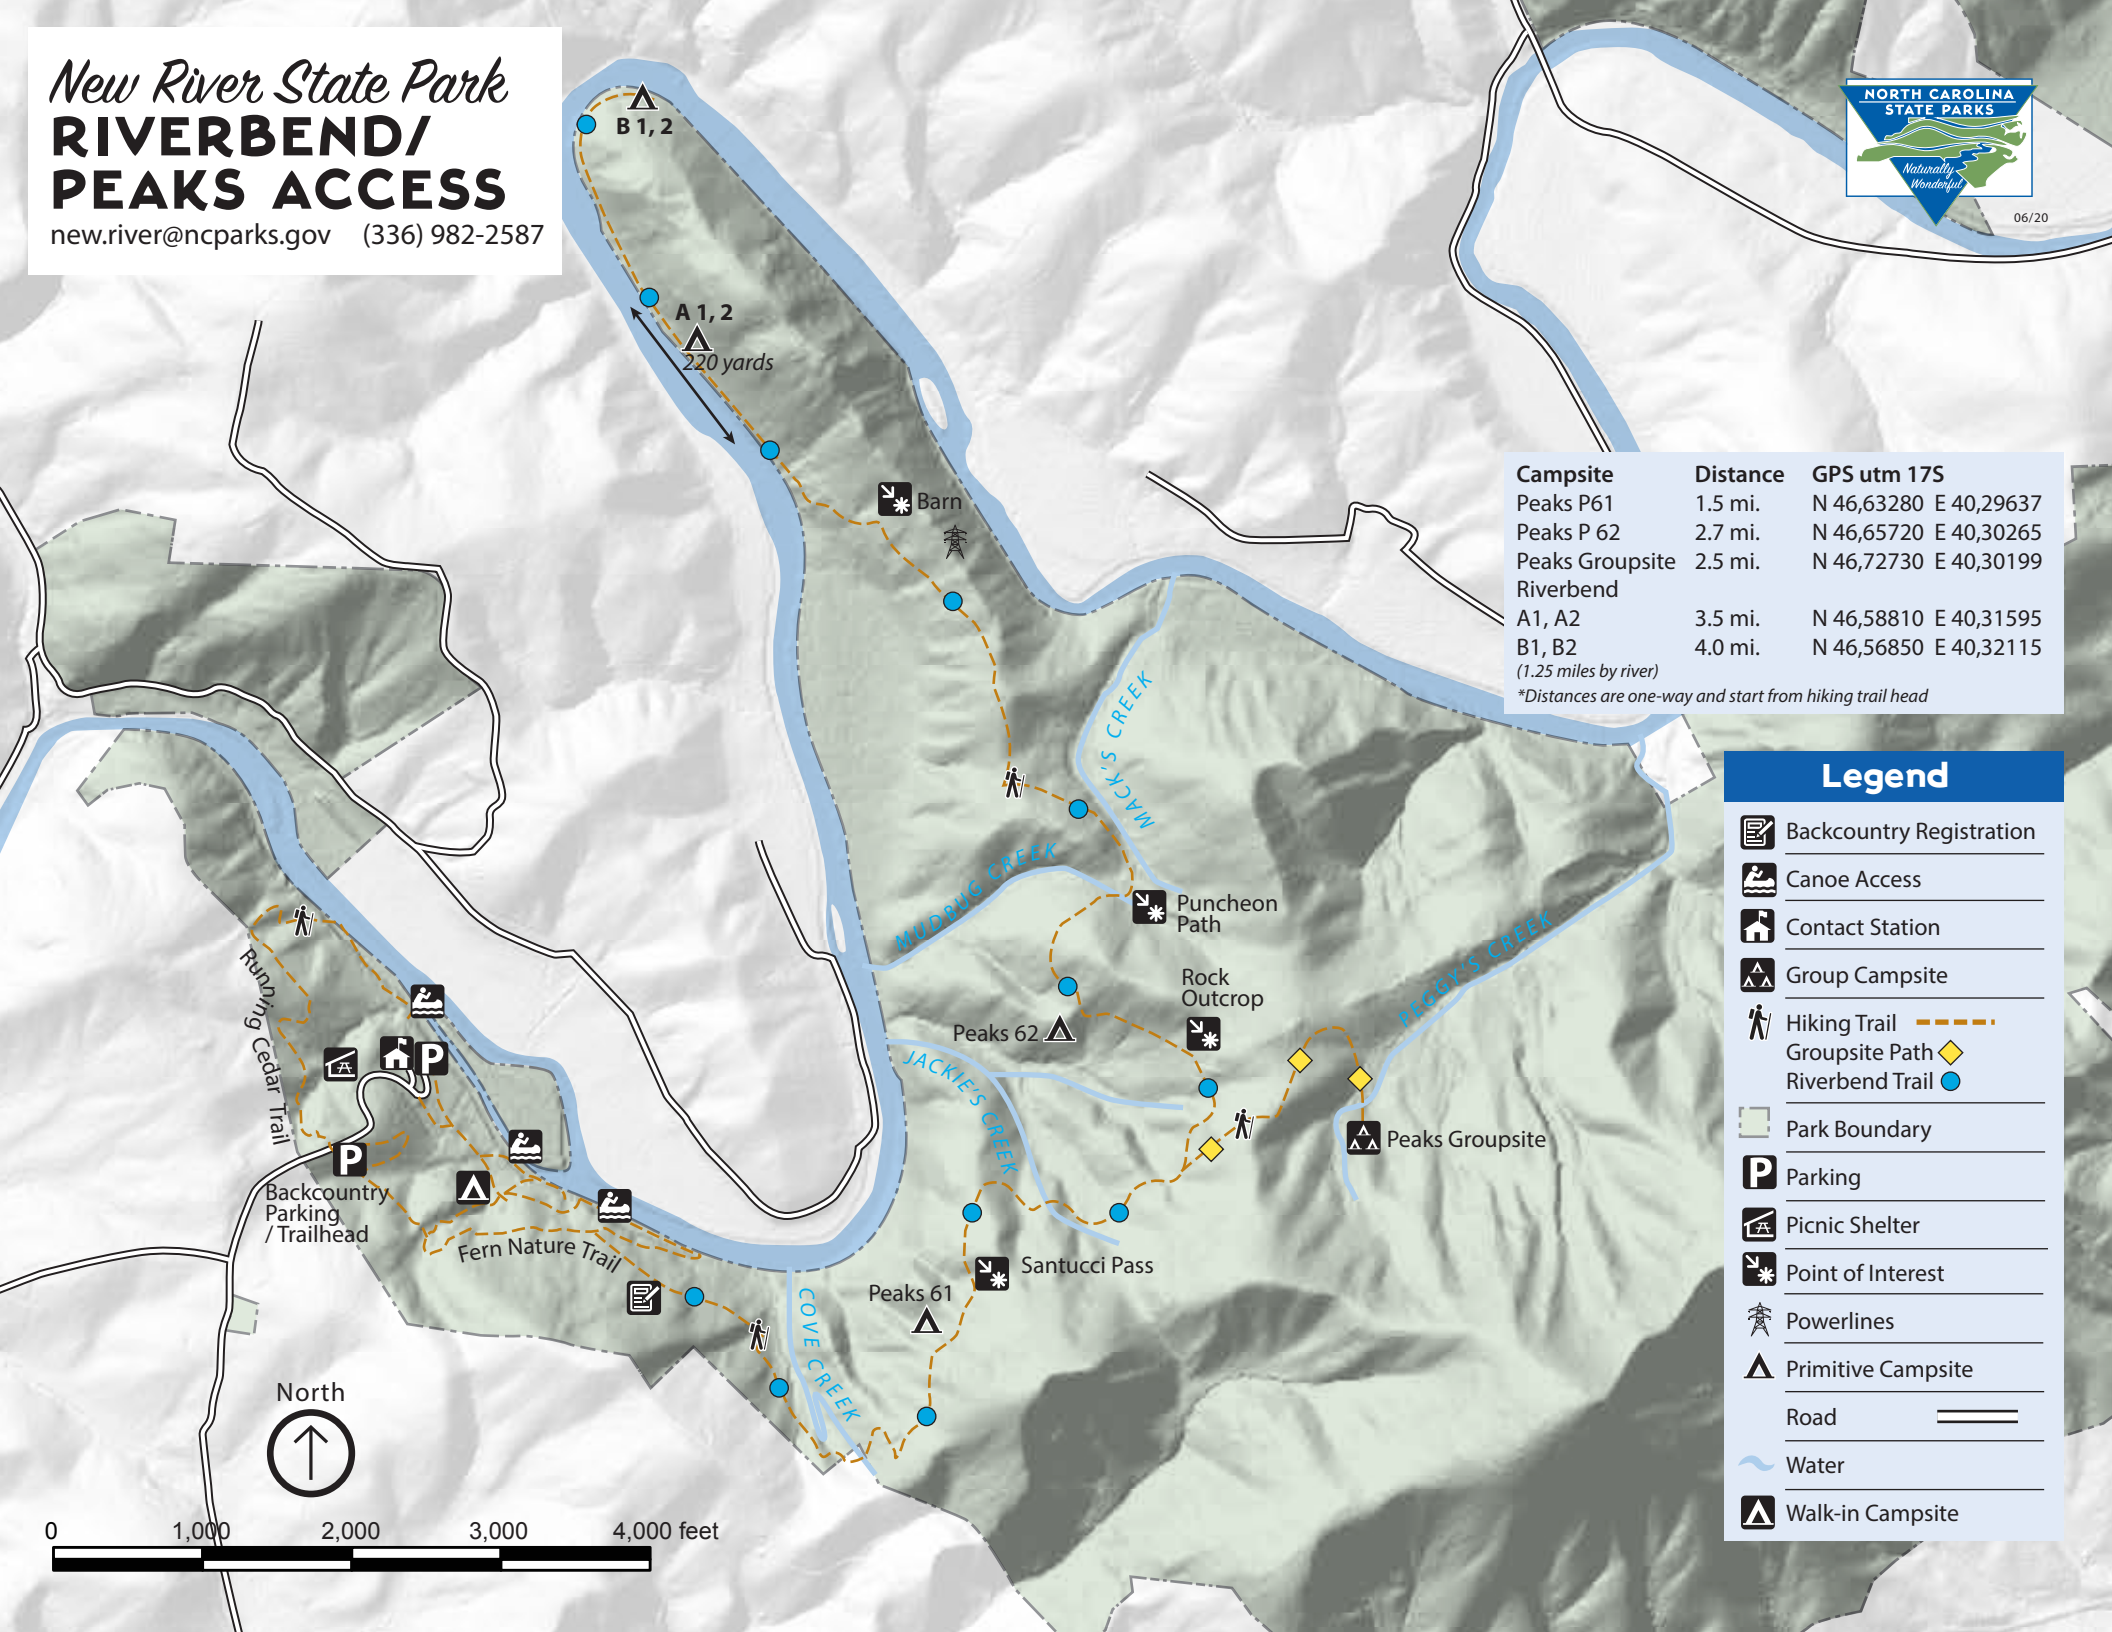 New River State Park
RIVERBEND/
PEAKS ACCESS
new.river@ncparks.gov (336) 982-2587
NORTH CAROLINA
STATE PARKS
Naturally
Wonderful
06/20
B 1, 2
A 1, 2
220 yards
Barn
Campsite Distance GPS utm 17S
Peaks P61 1.5 mi. N 46,63280 E 40,29637
Peaks P 62 2.7 mi. N 46,65720 E 40,30265
Peaks Groupsite 2.5 mi. N 46,72730 E 40,30199
Riverbend
A1, A2 3.5 mi. N 46,58810 E 40,31595
B1, B2 4.0 mi. N 46,56850 E 40,32115
(1.25 miles by river)
*Distances are one-way and start from hiking trail head
MACK'S CREEK
MUDBUG CREEK
Puncheon
Path
PEGGY'S CREEK
Rock
Outcrop
Peaks 62
JACKIE'S CREEK
Peaks Groupsite
Running Cedar Trail
P
P
Backcountry
Parking
/ Trailhead
Fern Nature Trail
Santucci Pass
Peaks 61
COVE CREEK
North
0 1,000 2,000 3,000 4,000 feet
Legend
Backcountry Registration
Canoe Access
Contact Station
Group Campsite
Hiking Trail
Groupsite Path
Riverbend Trail
Park Boundary
P Parking
Picnic Shelter
Point of Interest
Powerlines
Primitive Campsite
Road
Water
Walk-in Campsite